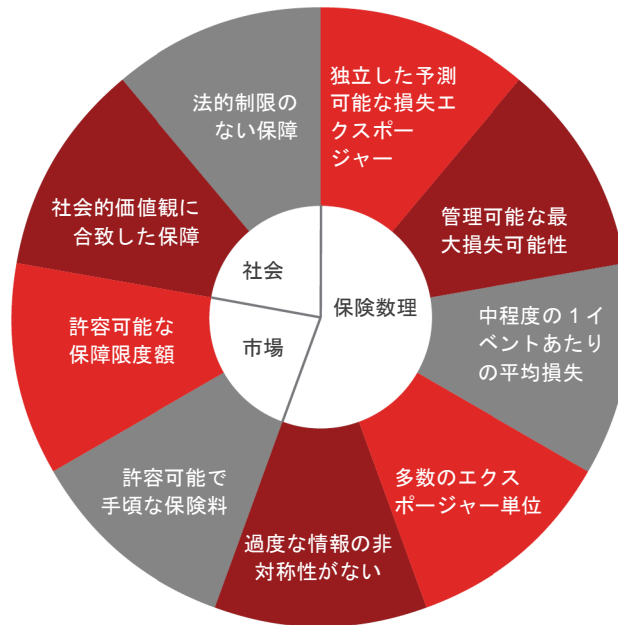 独立した予測
可能な損失エ
クスポー
ジャー
管理可能な最
大損失可能性
中程度の１イ
ベントあたり
の平均損失
多数のエクス
ポージャー単位
過度な情報の非
対称性がない
許容可能で
手頃な保険料
許容可能な
保障限度額
社会的価値観に
合致した保障
法的制限の
ない保障
保険数理
市場
社会